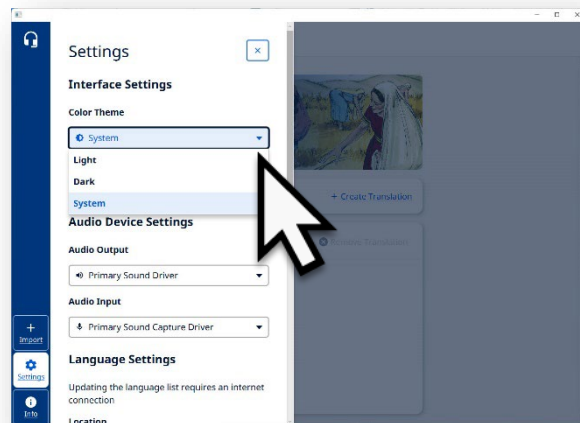 Settings
×
Interface Settings
Color Theme
System
Light
Dark
System
Audio Device Settings
Audio Output
Primary Sound Driver
Audio Input
Primary Sound Capture Driver
Language Settings
Updating the language list requires an internet
connection
Location
Import
Settings
Info
+ Create Translation
Remove Translation